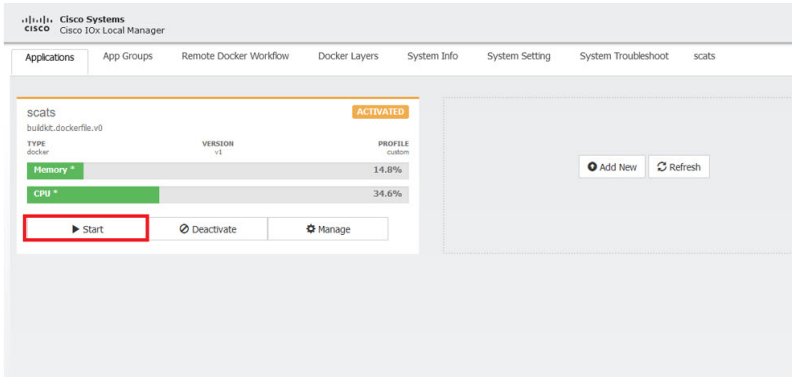 Cisco Systems
CISCO Cisco IOx Local Manager
Applications App Groups Remote Docker Workflow Docker Layers System Info System Setting System Troubleshoot scats
scats ACTIVATED
buildkit.dockerfile.v0
TYPE VERSION PROFILE
docker v1 custom
Memory * 14.8%
CPU * 34.6%
Start Deactivate Manage
Add New Refresh